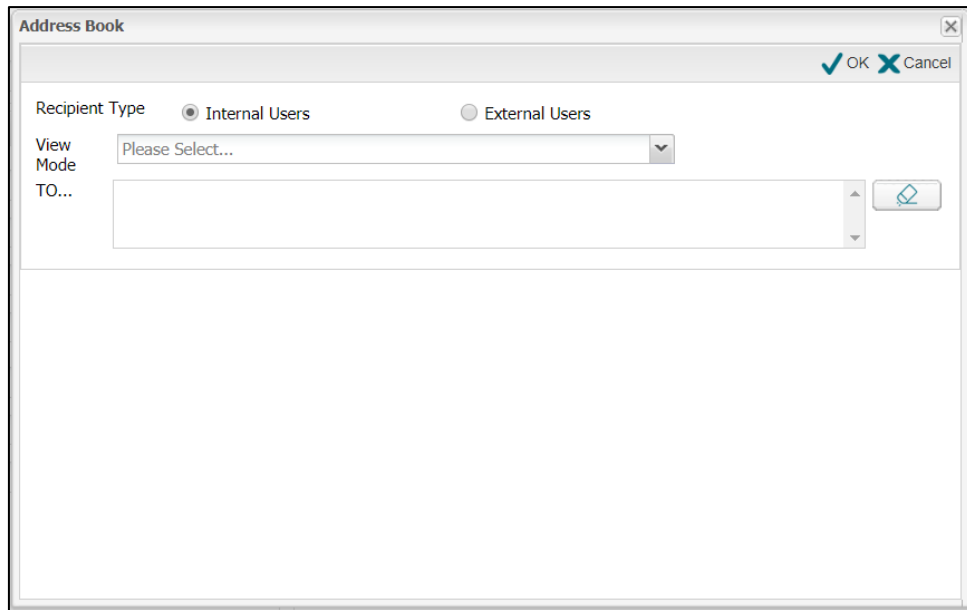 Address Book
OK Cancel
Recipient Type Internal Users External Users
View
Mode
Please Select...
TO...